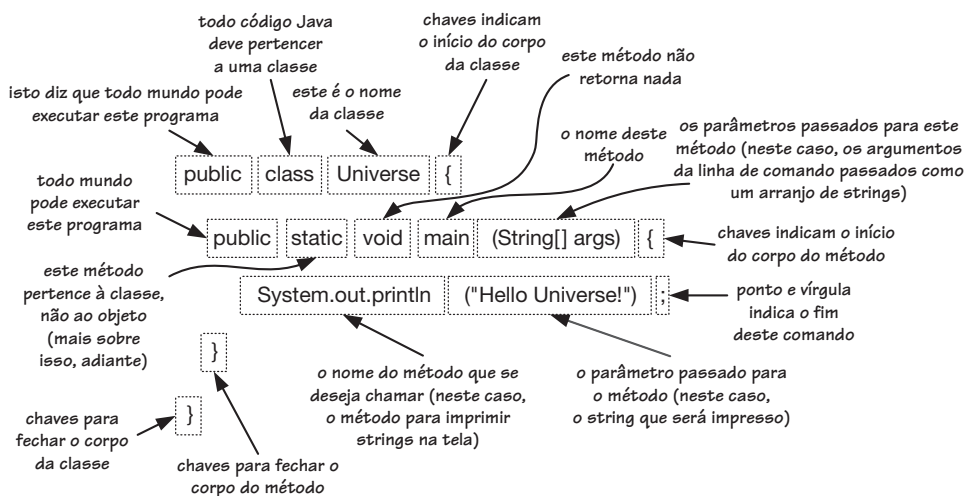 todo código Java
deve pertencer
a uma classe
chaves indicam
o início do corpo
da classe
este método não
retorna nada
isto diz que todo mundo pode
executar este programa
este é o nome
da classe
o nome deste
método
os parâmetros passados para este
método (neste caso, os argumentos
da linha de comando passados como
um arranjo de strings)
public class Universe {
todo mundo
pode executar
este programa
public static void main (String[] args) {
chaves indicam o início
do corpo do método
este método
pertence à classe,
não ao objeto
(mais sobre
isso, adiante)
System.out.println ("Hello Universe!") ;
ponto e vírgula
indica o fim
deste comando
}
o nome do método que se
deseja chamar (neste caso,
o método para imprimir
strings na tela)
o parâmetro passado para
o método (neste caso,
o string que será impresso)
}
chaves para
fechar o corpo
da classe
chaves para fechar o
corpo do método